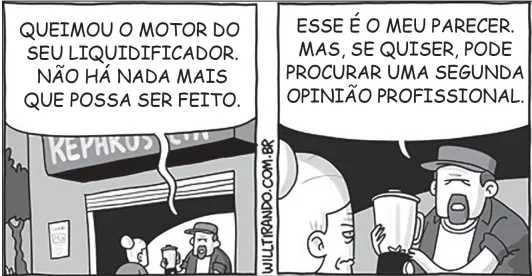 QUEIMOU O MOTOR DO
SEU LIQUIDIFICADOR.
NÃO HÁ NADA MAIS
QUE POSSA SER FEITO.
REPAROS
WILLTIRANDO.COM.BR
ESSE É O MEU PARECER.
MAS, SE QUISER, PODE
PROCURAR UMA SEGUNDA
OPINIÃO PROFISSIONAL.